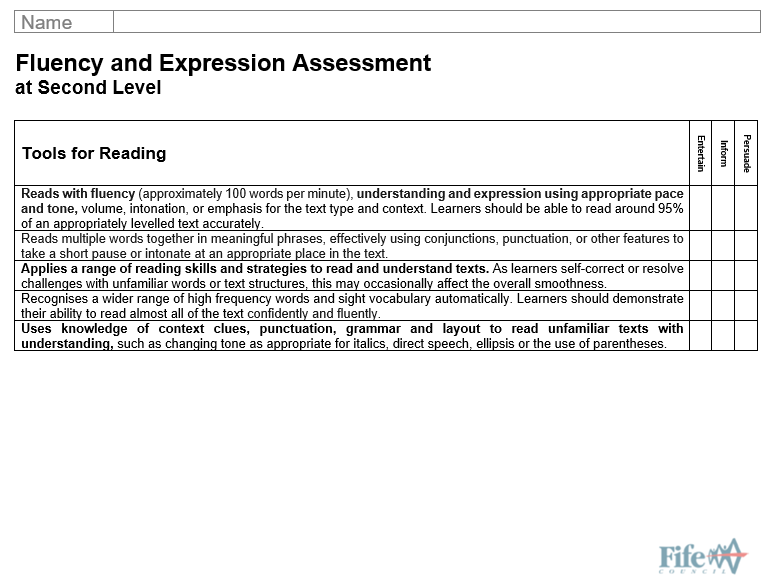 Name
Fluency and Expression Assessment
at Second Level
Tools for Reading
Entertain
Inform
Persuade
Reads with fluency (approximately 100 words per minute), understanding and expression using appropriate pace
and tone, volume, intonation, or emphasis for the text type and context. Learners should be able to read around 95%
of an appropriately levelled text accurately.
Reads multiple words together in meaningful phrases, effectively using conjunctions, punctuation, or other features to
take a short pause or intonate at an appropriate place in the text.
Applies a range of reading skills and strategies to read and understand texts. As learners self-correct or resolve
challenges with unfamiliar words or text structures, this may occasionally affect the overall smoothness.
Recognises a wider range of high frequency words and sight vocabulary automatically. Learners should demonstrate
their ability to read almost all of the text confidently and fluently.
Uses knowledge of context clues, punctuation, grammar and layout to read unfamiliar texts with
understanding, such as changing tone as appropriate for italics, direct speech, ellipsis or the use of parentheses.
Fife
COUNCIL